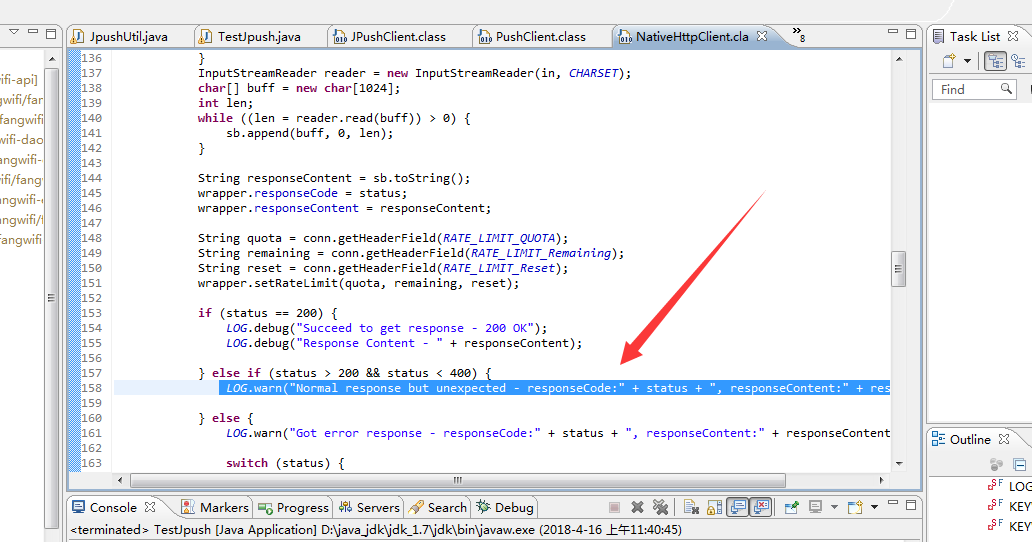 JpushUtil.java TestJpush.java JPushClient.class PushClient.class NativeHttpClient.cla »8 Task List
136 }
137 InputStreamReader reader = new InputStreamReader(in, CHARSET);
138 char[] buff = new char[1024];
139 int len;
140 while ((len = reader.read(buff)) > 0) {
141 sb.append(buff, 0, len);
142 }
143
144 String responseContent = sb.toString();
145 wrapper.responseCode = status;
146 wrapper.responseContent = responseContent;
147
148 String quota = conn.getHeaderField(RATE_LIMIT_QUOTA);
149 String remaining = conn.getHeaderField(RATE_LIMIT_Remaining);
150 String reset = conn.getHeaderField(RATE_LIMIT_Reset);
151 wrapper.setRateLimit(quota, remaining, reset);
152
153 if (status == 200) {
154 LOG.debug("Succeed to get response - 200 OK");
155 LOG.debug("Response Content - " + responseContent);
156
157 } else if (status > 200 && status < 400) {
158 LOG.warn("Normal response but unexpected - responseCode:" + status + ", responseContent:" + res
159
160 } else {
161 LOG.warn("Got error response - responseCode:" + status + ", responseContent:" + responseContent
162
163 switch (status) {
ifi-api]
ngwifi/fan
fangwifi
wifi-dao
angwifi-
ifi/fang
angwifi-
ngwifi/f
fangwifi
Find
Outline
LOG
KEY
KEY
Console Markers Progress Servers Search Debug
<terminated> TestJpush [Java Application] D:\java_jdk\jdk_1.7\jdk\bin\javaw.exe (2018-4-16 上午11:40:45)